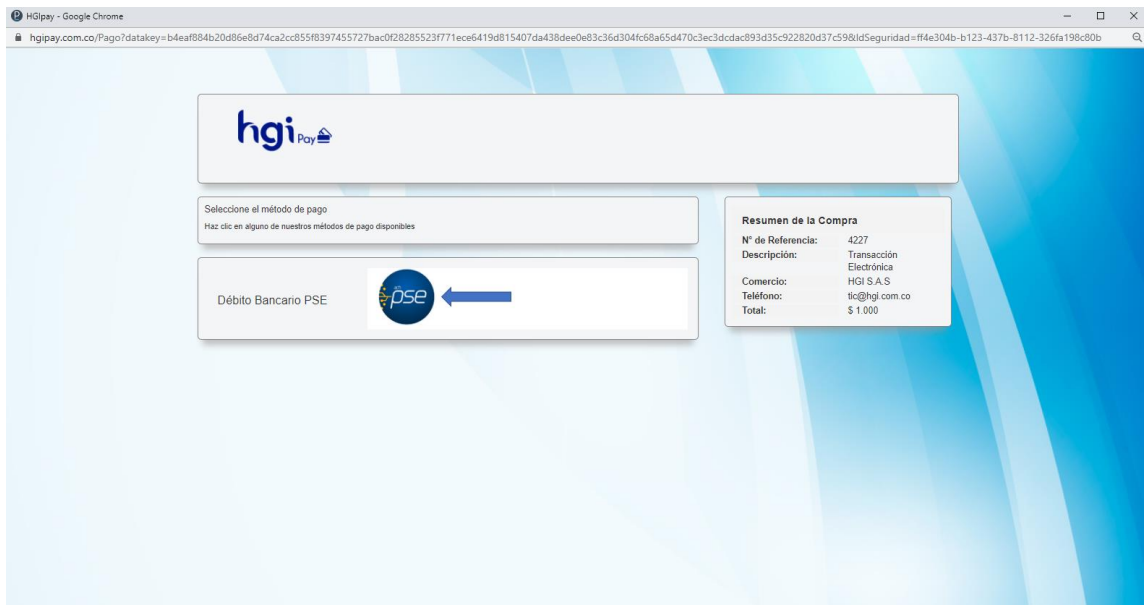 HGIpay - Google Chrome
hgipay.com.co/Pago?datakey=b4eaf884b20d86e8d74ca2cc855f8397455727bac0f28285523f771ece6419d815407da438dee0e83c36d304fc68a65d470c3ec3dcdac893d35c922820d37c59&IdSeguridad=ff4e304b-b123-437b-8112-326fa198c80b
hgi Pay
Seleccione el método de pago
Haz clic en alguno de nuestros métodos de pago disponibles
Débito Bancario PSE
pse
Resumen de la Compra
N° de Referencia: 4227
Descripción: Transacción
Electrónica
Comercio: HGI S.A.S
Teléfono: tic@hgi.com.co
Total: $ 1.000